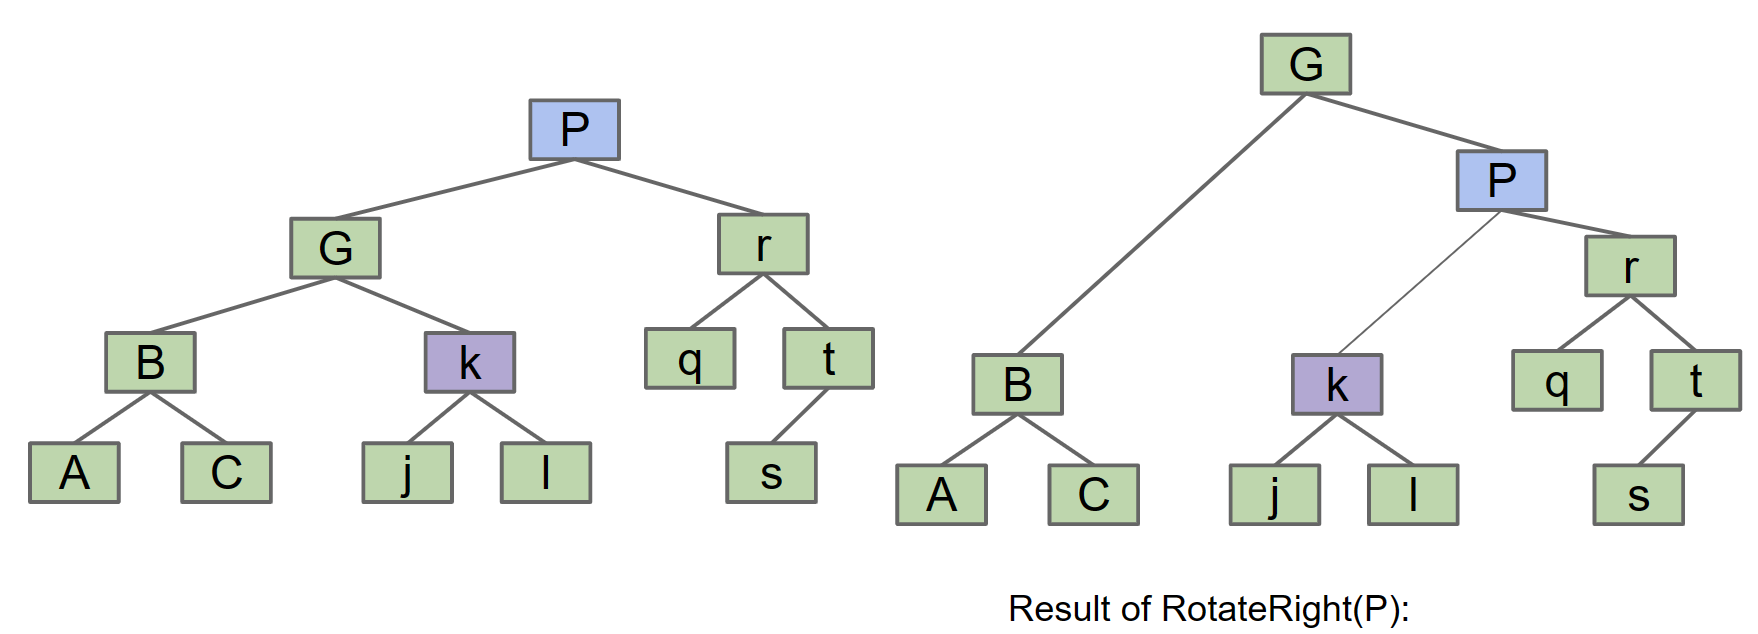 P
G r
B k q t
A C j l s
G
P
r
B k q t
A C j l s
Result of RotateRight(P):